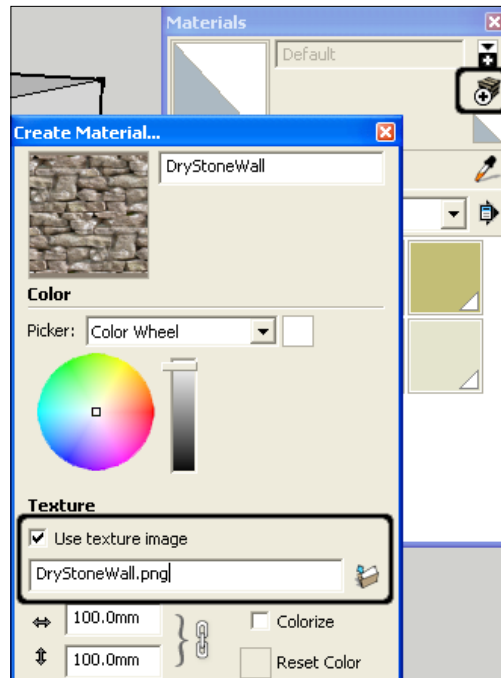 Materials
Default
Create Material...
DryStoneWall
Color
Picker: Color Wheel
Texture
Use texture image
DryStoneWall.png
100.0mm
Colorize
100.0mm
Reset Color